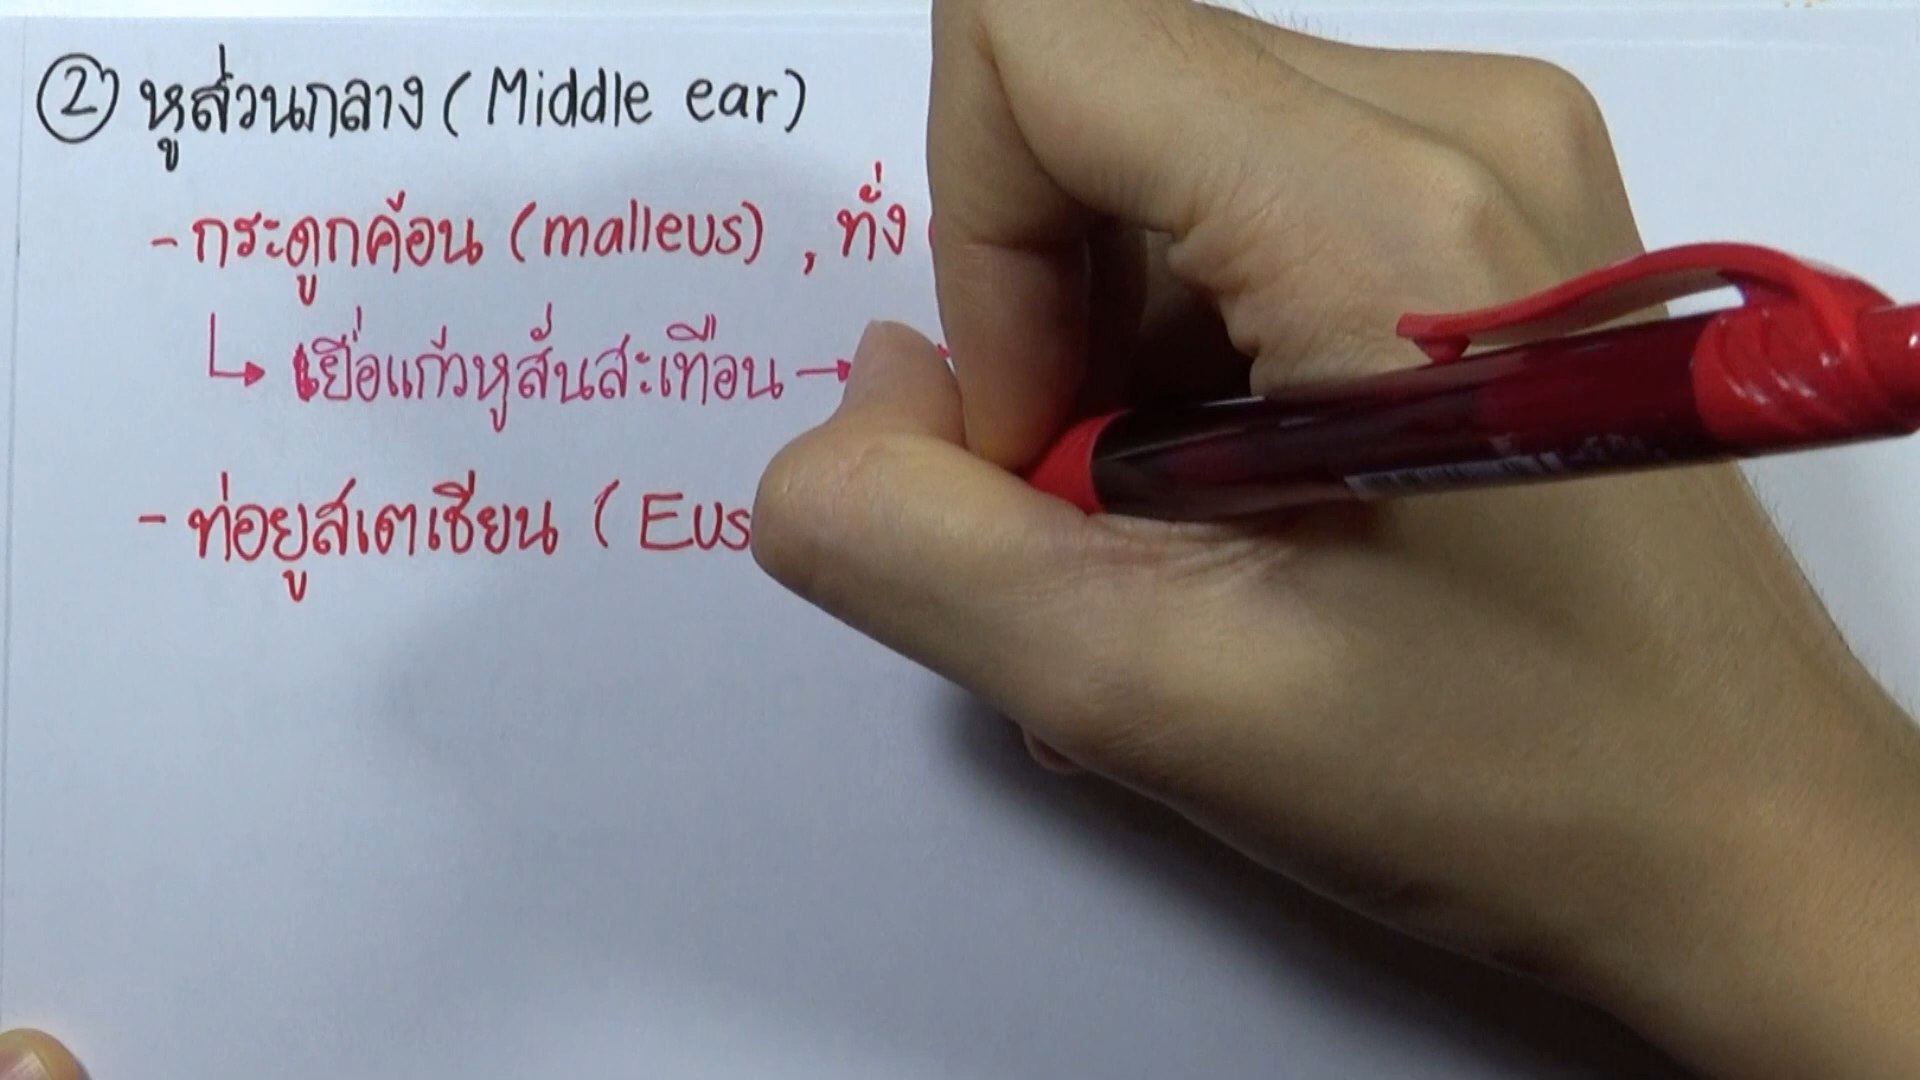 ② หูส่วนกลาง (Middle ear)
- กระดูกค้อน (malleus) , ทั่ง
↳ เยื่อแก้วหูสั่นสะเทือน →
- ท่อยูสเตเชียน ( Eus